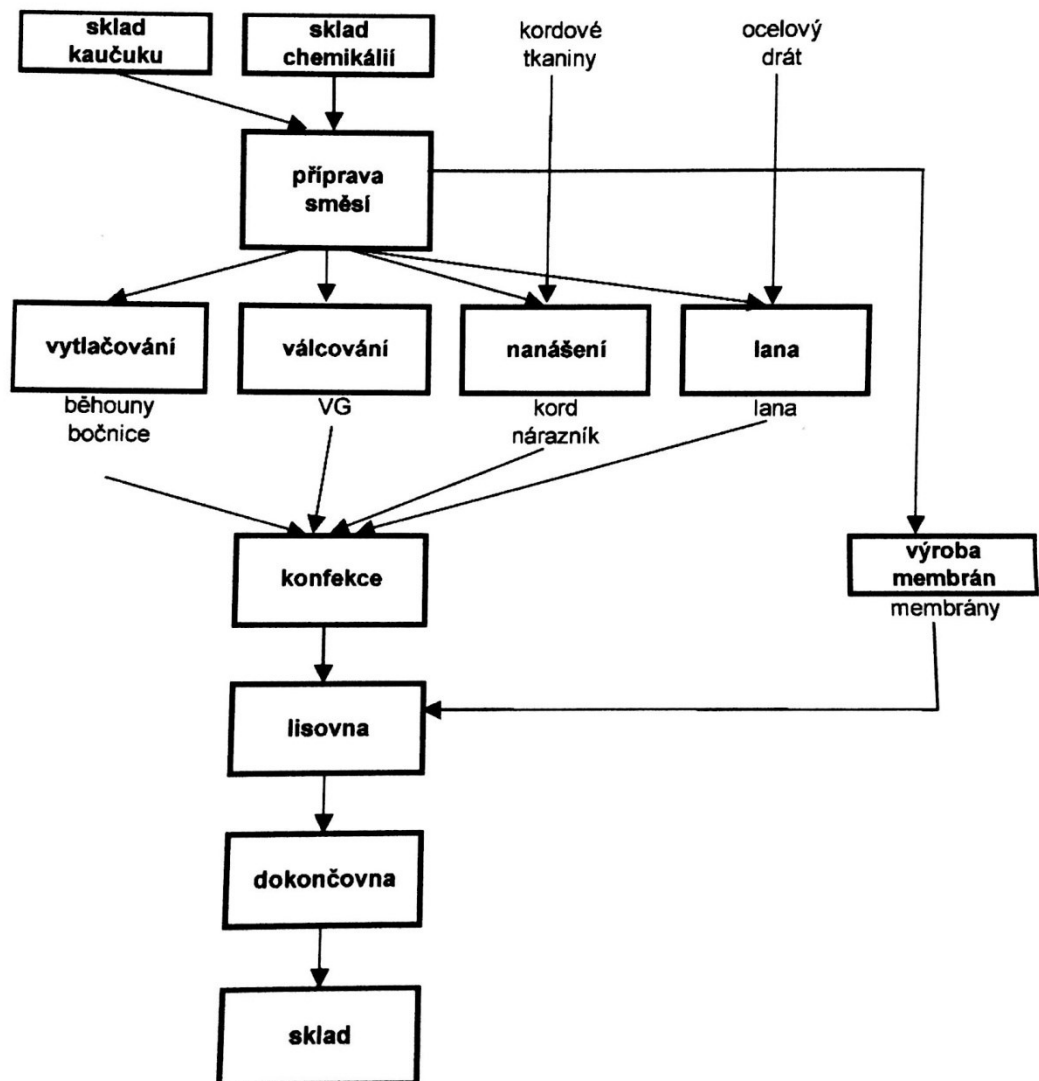 sklad
kaučuku
sklad
chemikálií
kordové
tkaniny
ocelový
drát
příprava
směsí
vytlačování
válcování
nanášení
lana
běhouny
bočnice
VG
kord
nárazník
lana
konfekce
výroba
membrán
membrány
lisovna
dokončovna
sklad